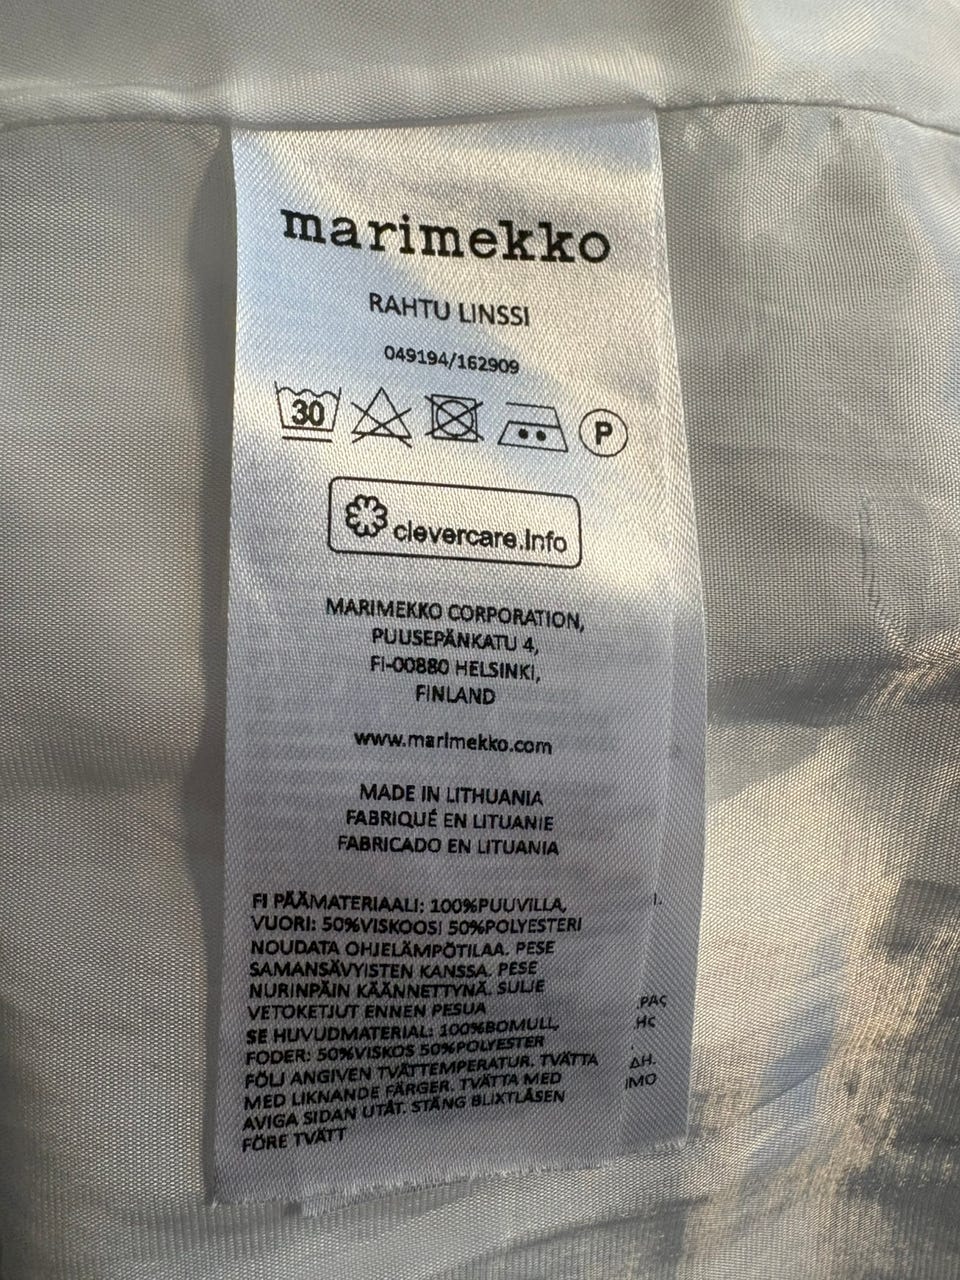 marimekko
RAHTU LINSSI
049194/162909
30
P
clevercare.info
MARIMEKKO CORPORATION,
PUUSEPÄNKATU 4,
FI-00880 HELSINKI,
FINLAND
www.marimekko.com
MADE IN LITHUANIA
FABRIQUÉ EN LITUANIE
FABRICADO EN LITUANIA
FI PÄÄMATERIAALI: 100%PUUVILLA,
VUORI: 50%VISKOOSI 50%POLYESTERI
NOUDATA OHJELÄMPÖTILAA. PESE
SAMANSÄVYISTEN KANSSA. PESE
NURINPÄIN KÄÄNNETTYNÄ. SULJE
VETOKETJUT ENNEN PESUA
SE HUVUDMATERIAL: 100%BOMULL,
FODER: 50%VISKOS 50%POLYESTER
FÖLJ ANGIVEN TVÄTTEMPERATUR. TVÄTTA
MED LIKNANDE FÄRGER. TVÄTTA MED
AVIGA SIDAN UTÅT. STÄNG BLIXTLÅSEN
FÖRE TVÄTT